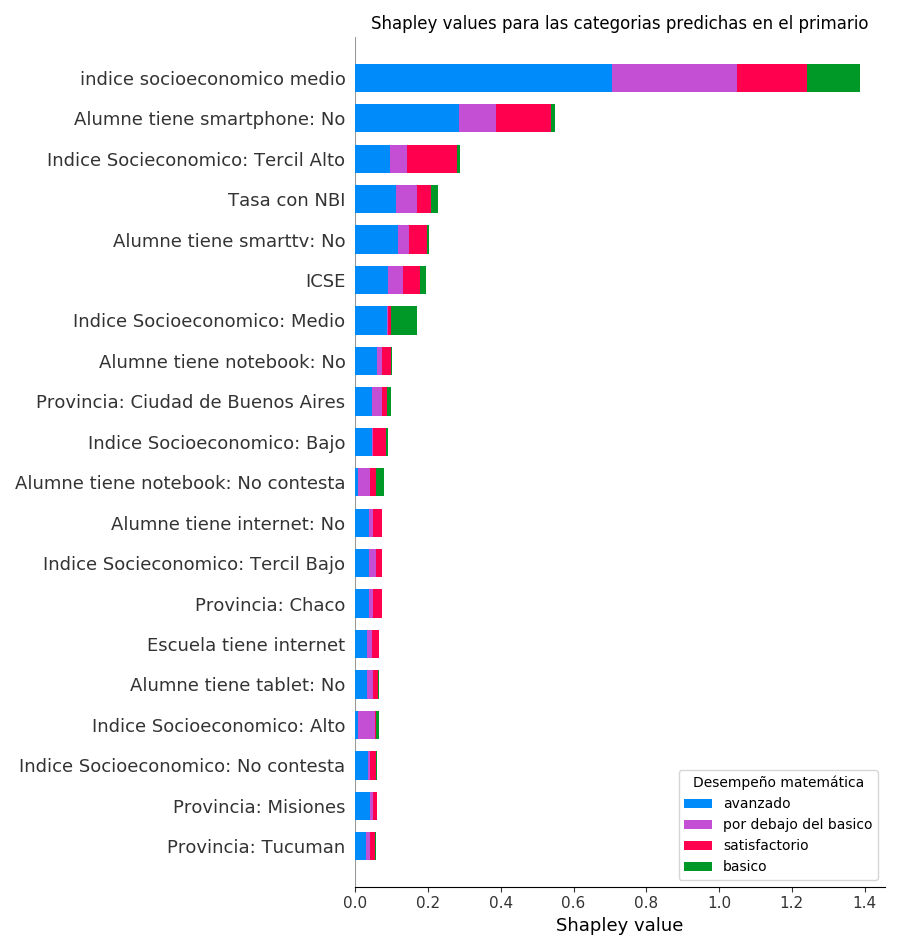 Shapley values para las categorias predichas en el primario
indice socioeconomico medio
Alumne tiene smartphone: No
Indice Socieconomico: Tercil Alto
Tasa con NBI
Alumne tiene smarttv: No
ICSE
Indice Socioeconomico: Medio
Alumne tiene notebook: No
Provincia: Ciudad de Buenos Aires
Indice Socioeconomico: Bajo
Alumne tiene notebook: No contesta
Alumne tiene internet: No
Indice Socieconomico: Tercil Bajo
Provincia: Chaco
Escuela tiene internet
Alumne tiene tablet: No
Indice Socioeconomico: Alto
Indice Socioeconomico: No contesta
Provincia: Misiones
Provincia: Tucuman
Desempeño matemática
avanzado
por debajo del basico
satisfactorio
basico
0.0 0.2 0.4 0.6 0.8 1.0 1.2 1.4
Shapley value